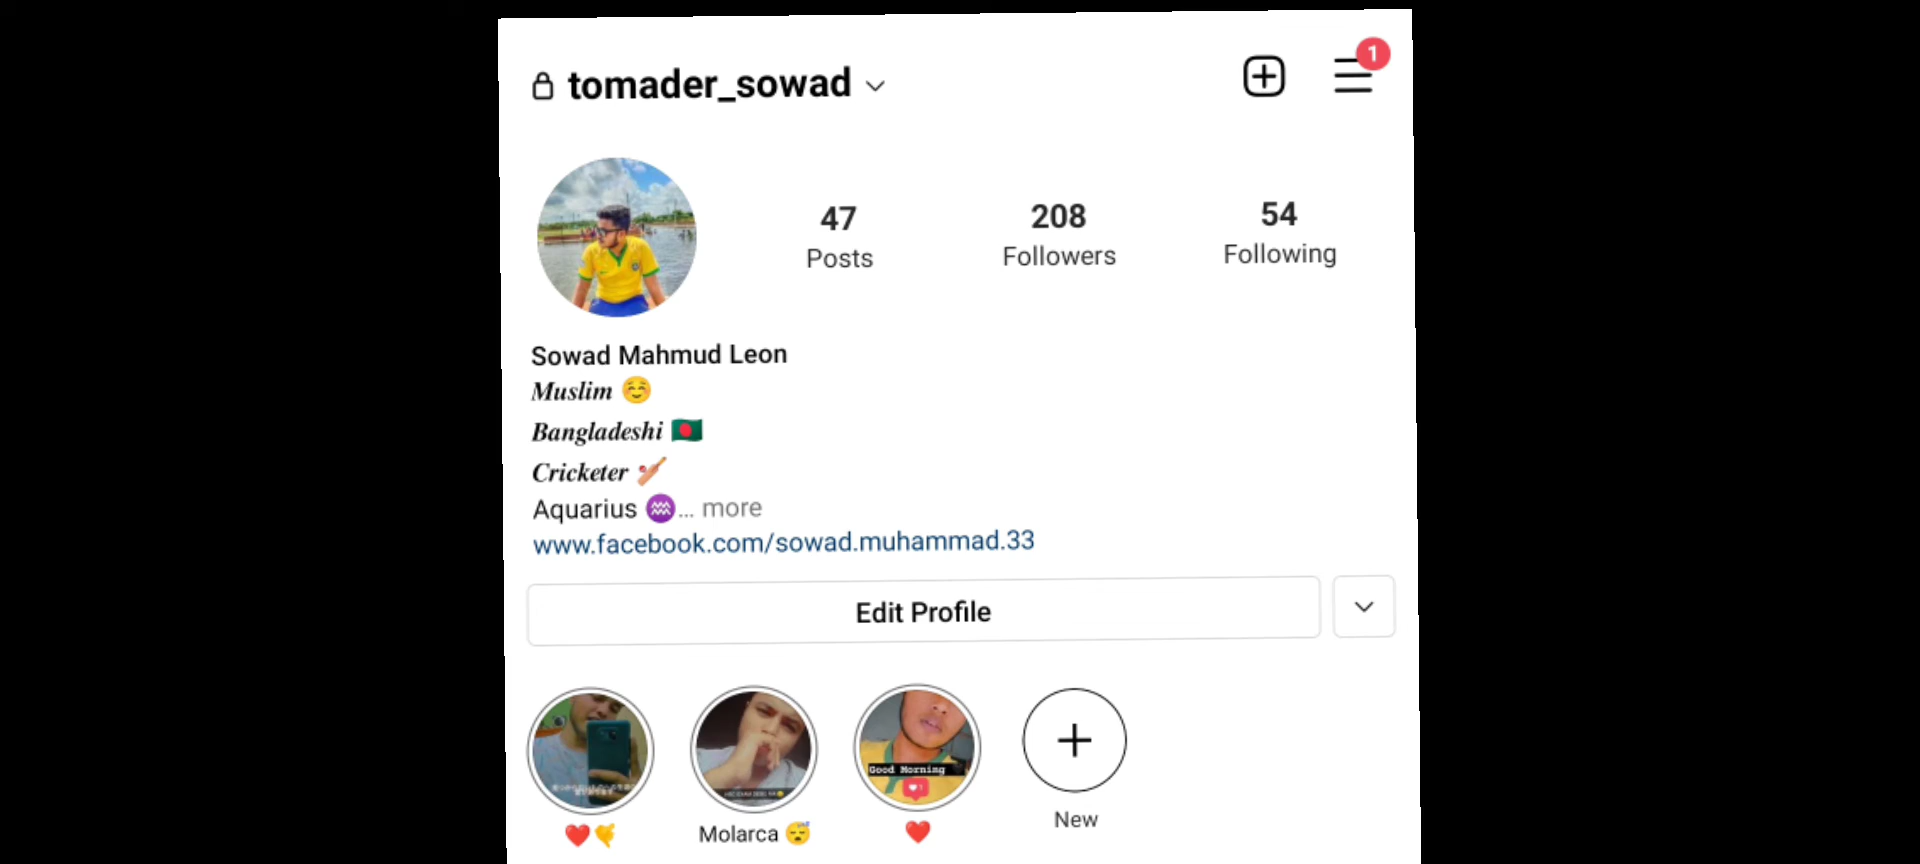 tomader_sowad
1
47
Posts
208
Followers
54
Following
Sowad Mahmud Leon
Muslim ☺️
Bangladeshi 🇧🇩
Cricketer 🏏
Aquarius ♒... more
www.facebook.com/sowad.muhammad.33
Edit Profile
Good Morning
1
❤️🤙
Molarca 😴
❤️
New